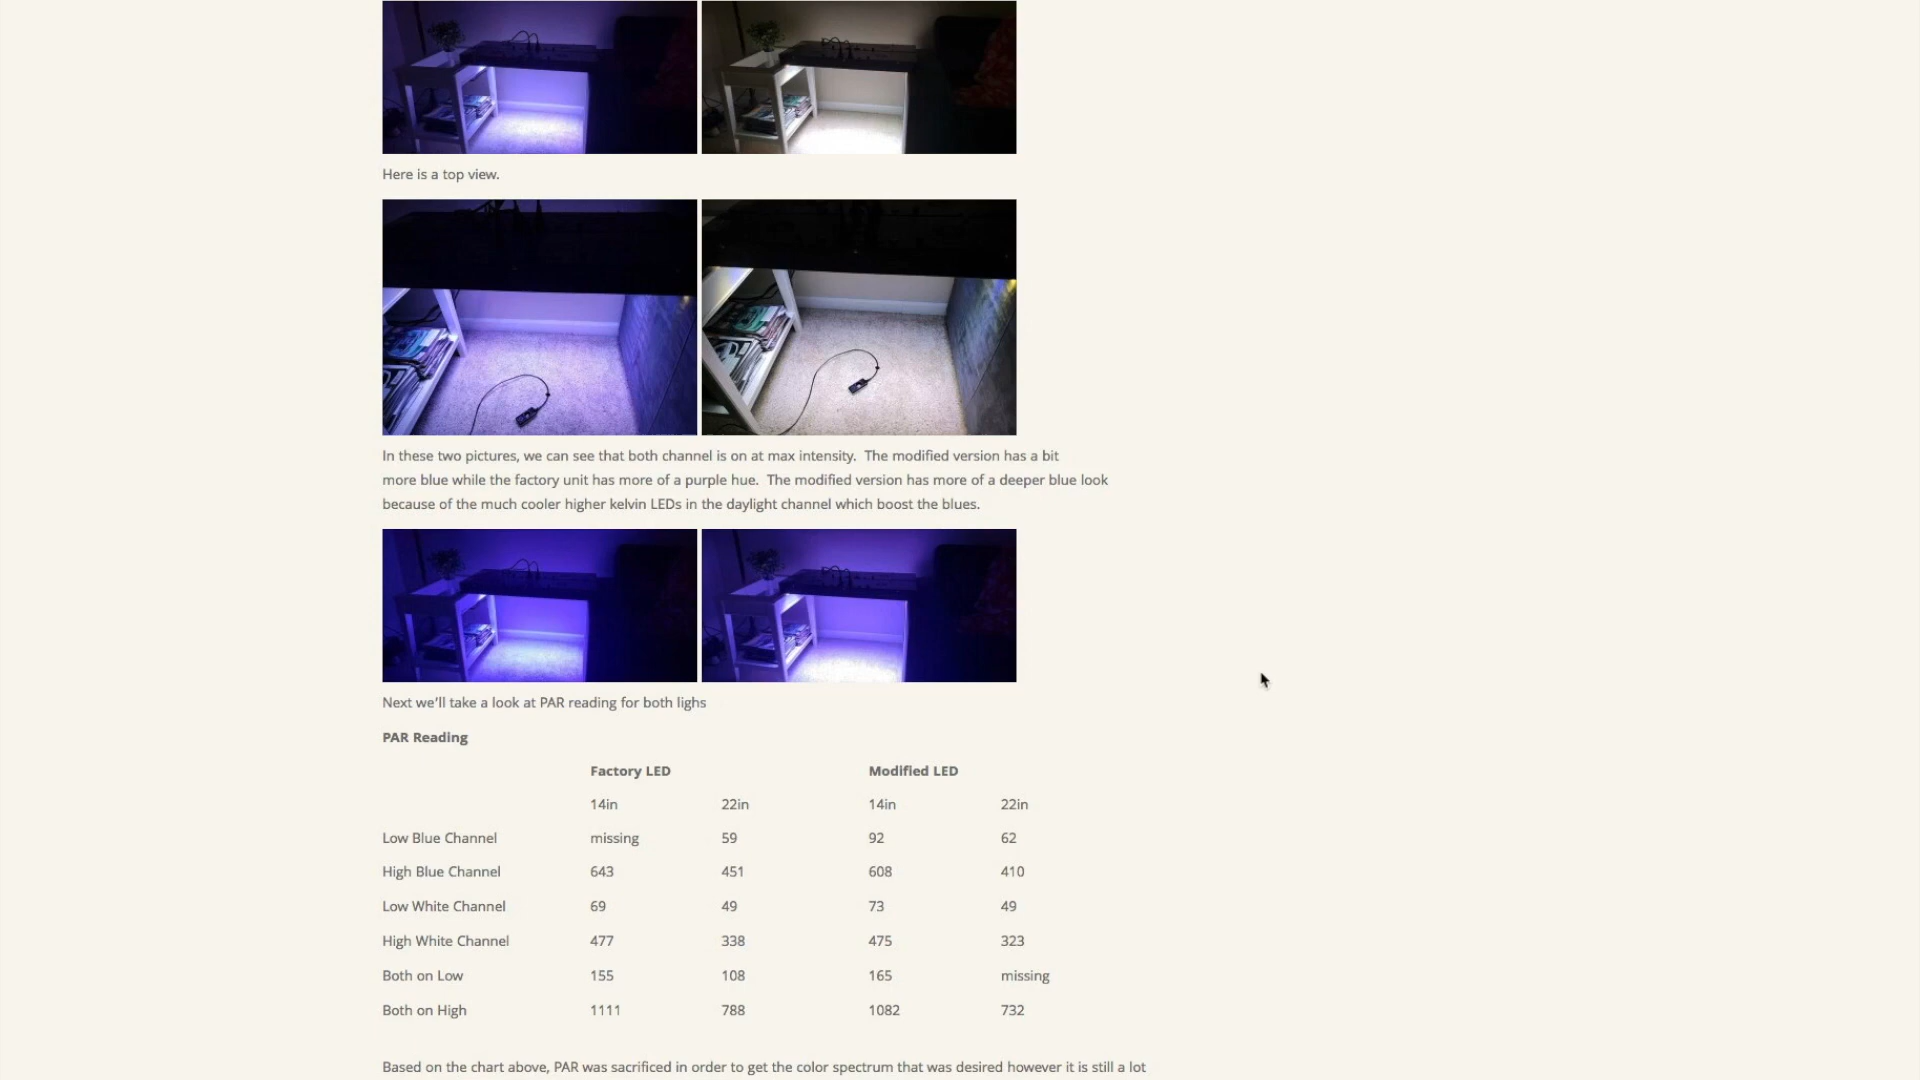 Here is a top view.
In these two pictures, we can see that both channel is on at max intensity.  The modified version has a bit
more blue while the factory unit has more of a purple hue.  The modified version has more of a deeper blue look
because of the much cooler higher kelvin LEDs in the daylight channel which boost the blues.
Next we'll take a look at PAR reading for both lighs
PAR Reading
Factory LED Modified LED
14in 22in 14in 22in
Low Blue Channel missing 59 92 62
High Blue Channel 643 451 608 410
Low White Channel 69 49 73 49
High White Channel 477 338 475 323
Both on Low 155 108 165 missing
Both on High 1111 788 1082 732
Based on the chart above, PAR was sacrificed in order to get the color spectrum that was desired however it is still a lot